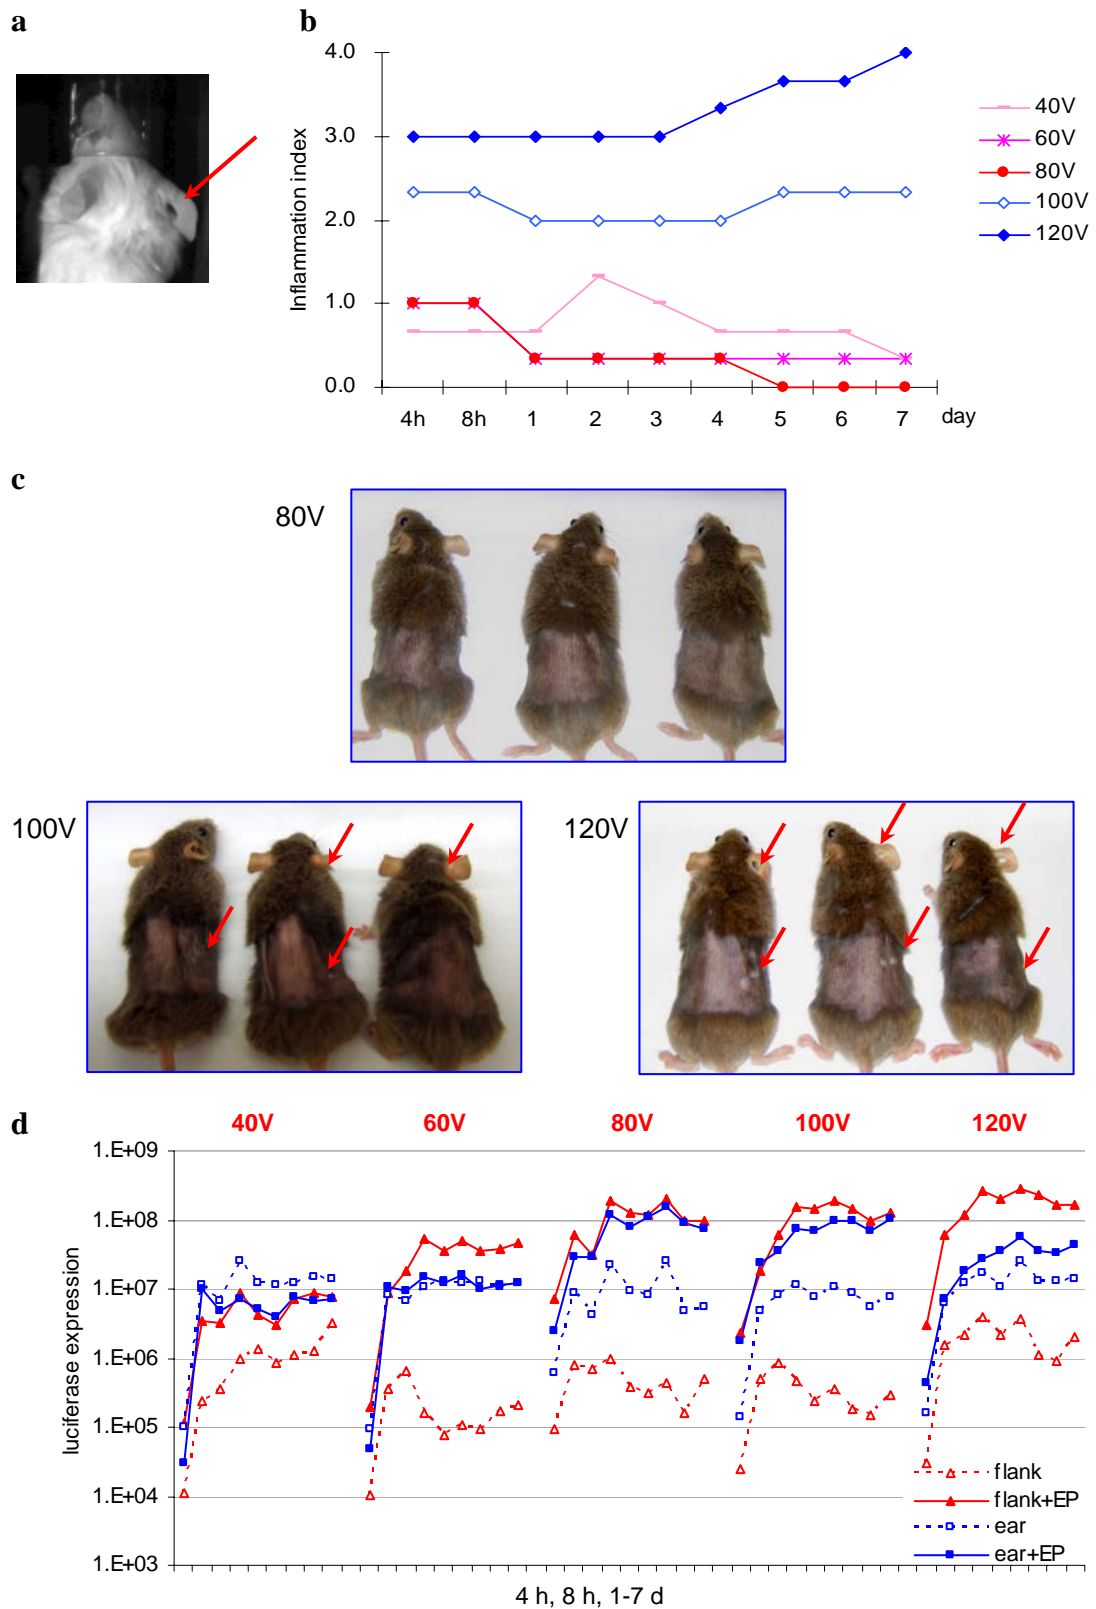 a
b
4.0
3.0
2.0
1.0
0.0
Inflammation index
4h 8h 1 2 3 4 5 6 7 day
40V
60V
80V
100V
120V
c
80V
100V
120V
d
40V 60V 80V 100V 120V
1.E+09
1.E+08
1.E+07
1.E+06
1.E+05
1.E+04
1.E+03
luciferase expression
flank
flank+EP
ear
ear+EP
4 h, 8 h, 1-7 d